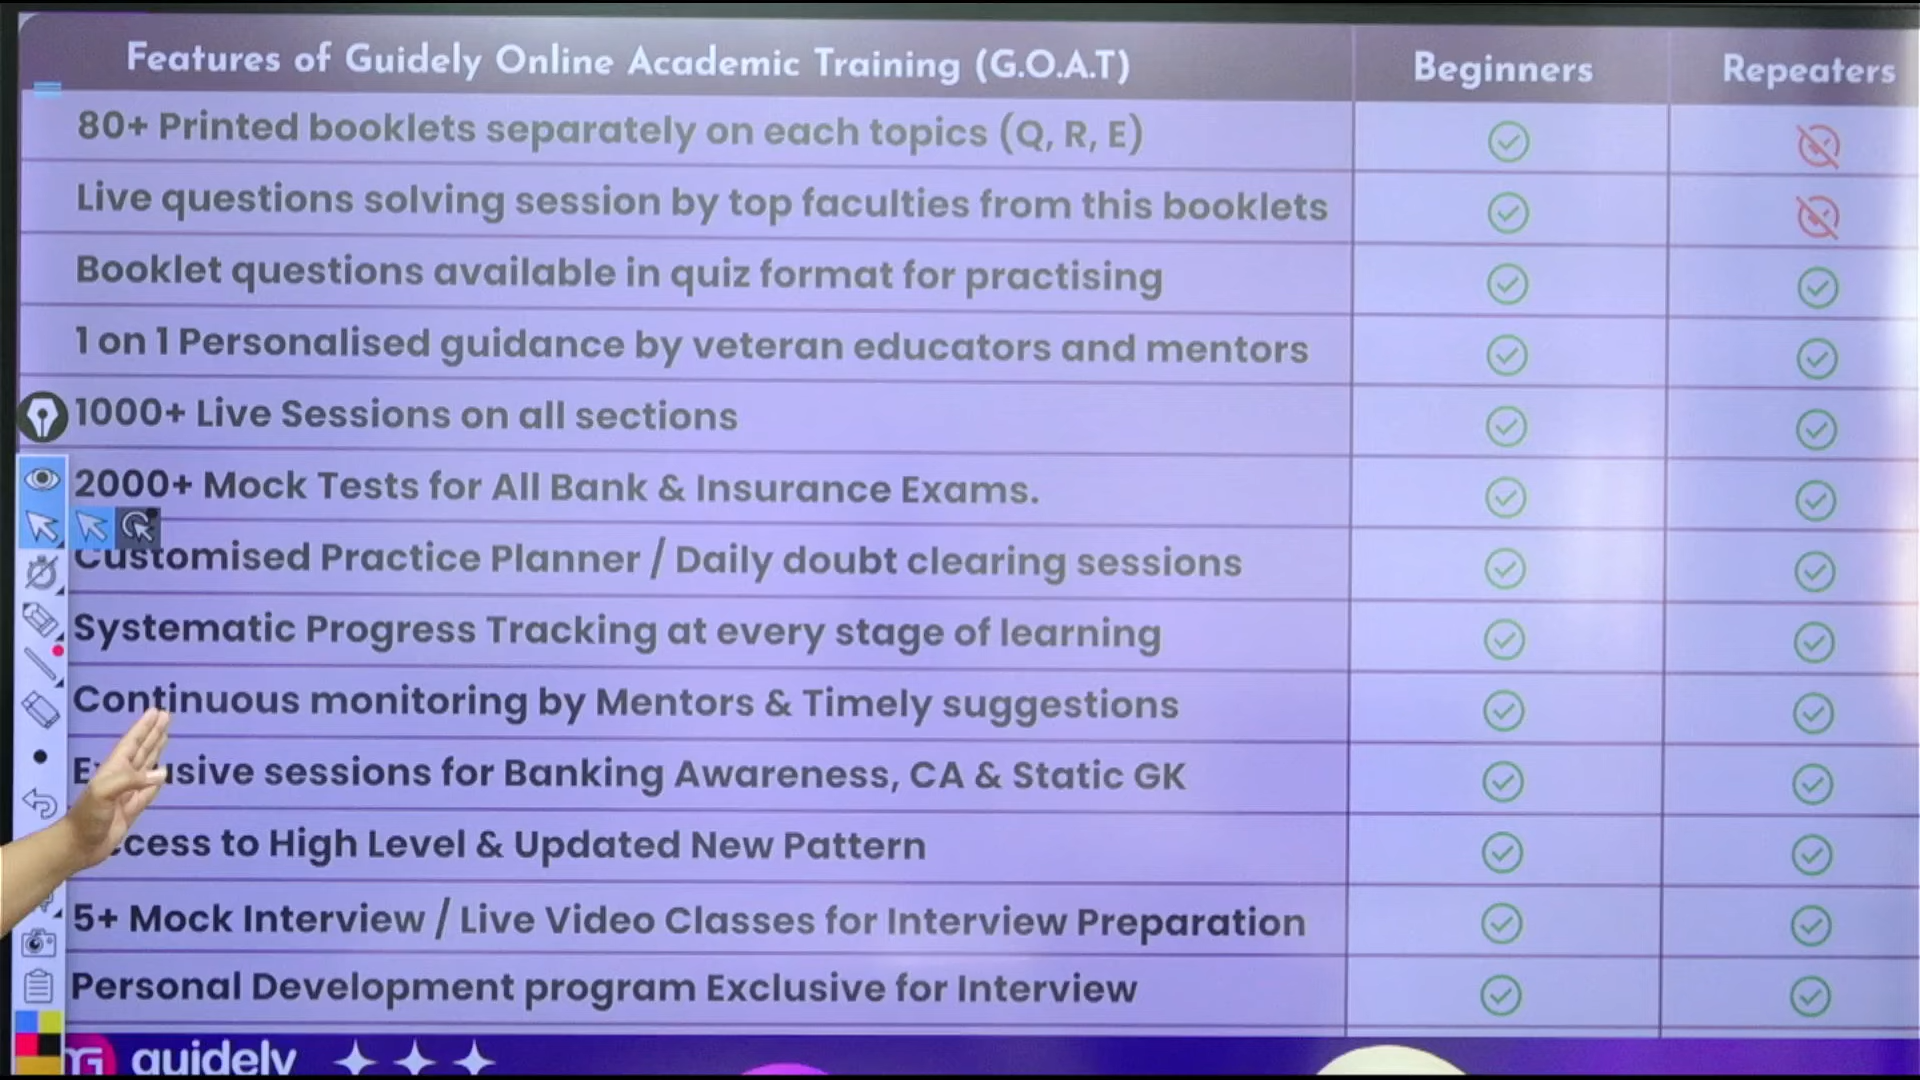 Features of Guidely Online Academic Training (G.O.A.T) Beginners Repeaters
80+ Printed booklets separately on each topics (Q, R, E)
Live questions solving session by top faculties from this booklets
Booklet questions available in quiz format for practising
1 on 1 Personalised guidance by veteran educators and mentors
1000+ Live Sessions on all sections
2000+ Mock Tests for All Bank & Insurance Exams.
Customised Practice Planner / Daily doubt clearing sessions
Systematic Progress Tracking at every stage of learning
Continuous monitoring by Mentors & Timely suggestions
sessions for Banking Awareness, CA & Static GK
to High Level & Updated New Pattern
5+ Mock Interview / Live Video Classes for Interview Preparation
Personal Development program Exclusive for Interview
guidely